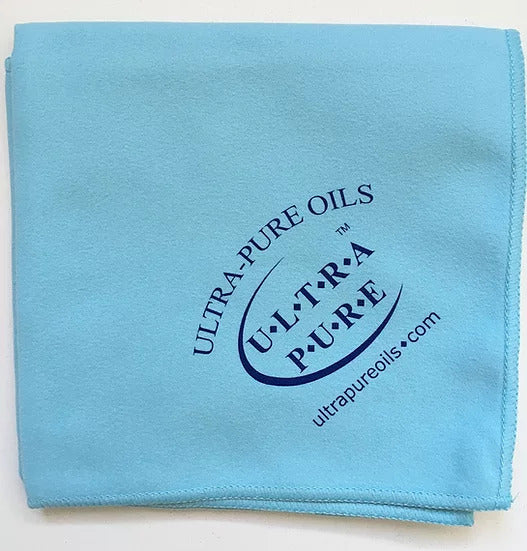 ULTRA-PURE OILS
™
U•L•T•R•A
P•U•R•E
ultrapureoils•com